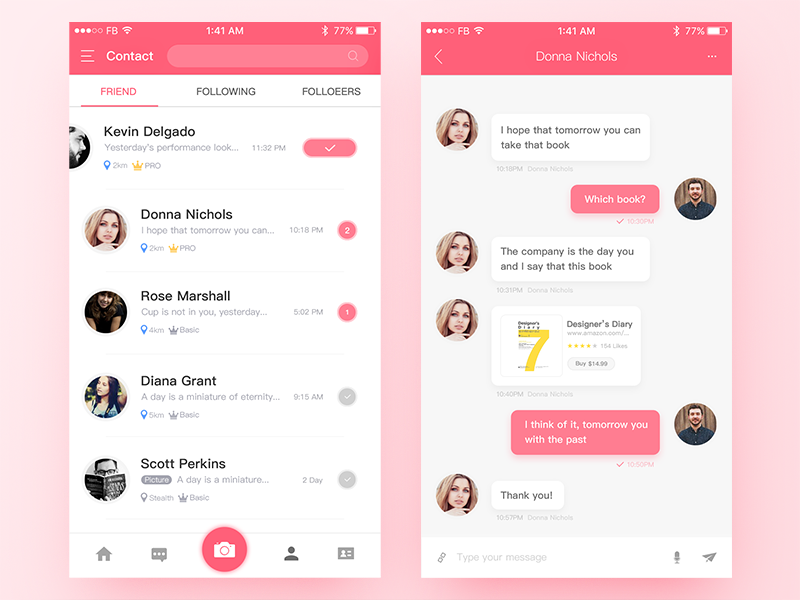 FB 1:41 AM 77%
Contact
FRIEND FOLLOWING FOLLOEERS
Kevin Delgado
Yesterday's performance look... 11:32 PM
2km PRO
Donna Nichols
I hope that tomorrow you can... 10:18 PM 2
2km PRO
Rose Marshall
Cup is not in you, yesterday... 5:02 PM 1
4km Basic
Diana Grant
A day is a miniature of eternity... 9:15 AM
5km Basic
Scott Perkins
Picture A day is a miniature... 2 Day
Stealth Basic
FB 1:41 AM 77%
Donna Nichols
I hope that tomorrow you can
take that book
10:18PM Donna Nichols
Which book?
10:30PM
The company is the day you
and I say that this book
10:31PM Donna Nichols
Designer's
Diary
7
Designer's Diary
www.amazon.com/...
154 Likes
Buy $14.99
10:40PM Donna Nichols
I think of it, tomorrow you
with the past
10:50PM
Thank you!
10:57PM Donna Nichols
Type your message